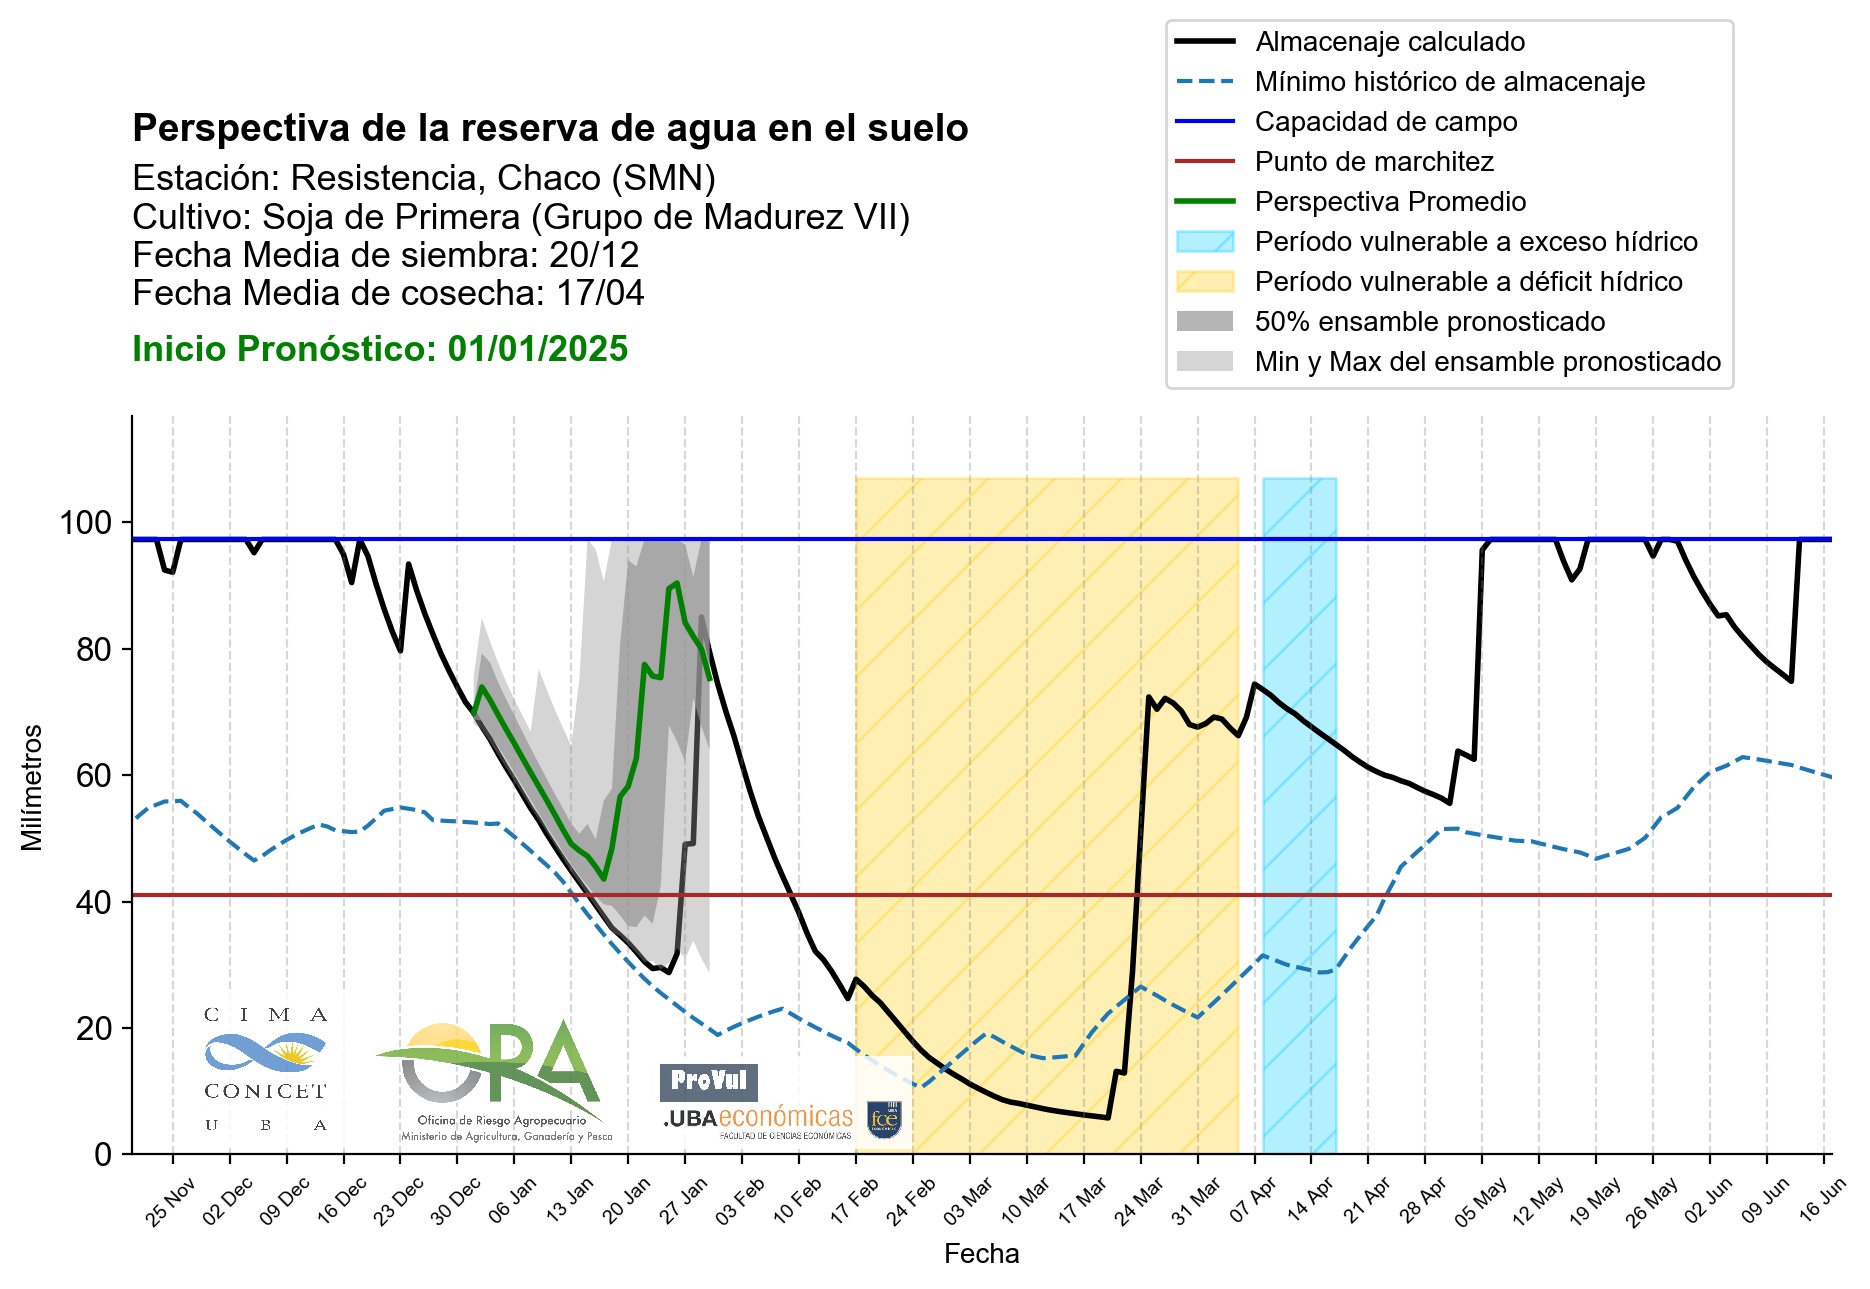 Almacenaje calculado
Mínimo histórico de almacenaje
Capacidad de campo
Punto de marchitez
Perspectiva Promedio
Período vulnerable a exceso hídrico
Período vulnerable a déficit hídrico
50% ensamble pronosticado
Min y Max del ensamble pronosticado
Perspectiva de la reserva de agua en el suelo
Estación: Resistencia, Chaco (SMN)
Cultivo: Soja de Primera (Grupo de Madurez VII)
Fecha Media de siembra: 20/12
Fecha Media de cosecha: 17/04
Inicio Pronóstico: 01/01/2025
Milímetros
100
80
60
40
20
0
CIMA
CONICET
UBA
ORA
Oficina de Riesgo Agropecuario
Ministerio de Agricultura, Ganadería y Pesca
ProVul
.UBAeconómicas
FACULTAD DE CIENCIAS ECONÓMICAS
UBA
fce
25 Nov
02 Dec
09 Dec
16 Dec
23 Dec
30 Dec
06 Jan
13 Jan
20 Jan
27 Jan
03 Feb
10 Feb
17 Feb
24 Feb
03 Mar
10 Mar
17 Mar
24 Mar
31 Mar
07 Apr
14 Apr
21 Apr
28 Apr
05 May
12 May
19 May
26 May
02 Jun
09 Jun
16 Jun
Fecha